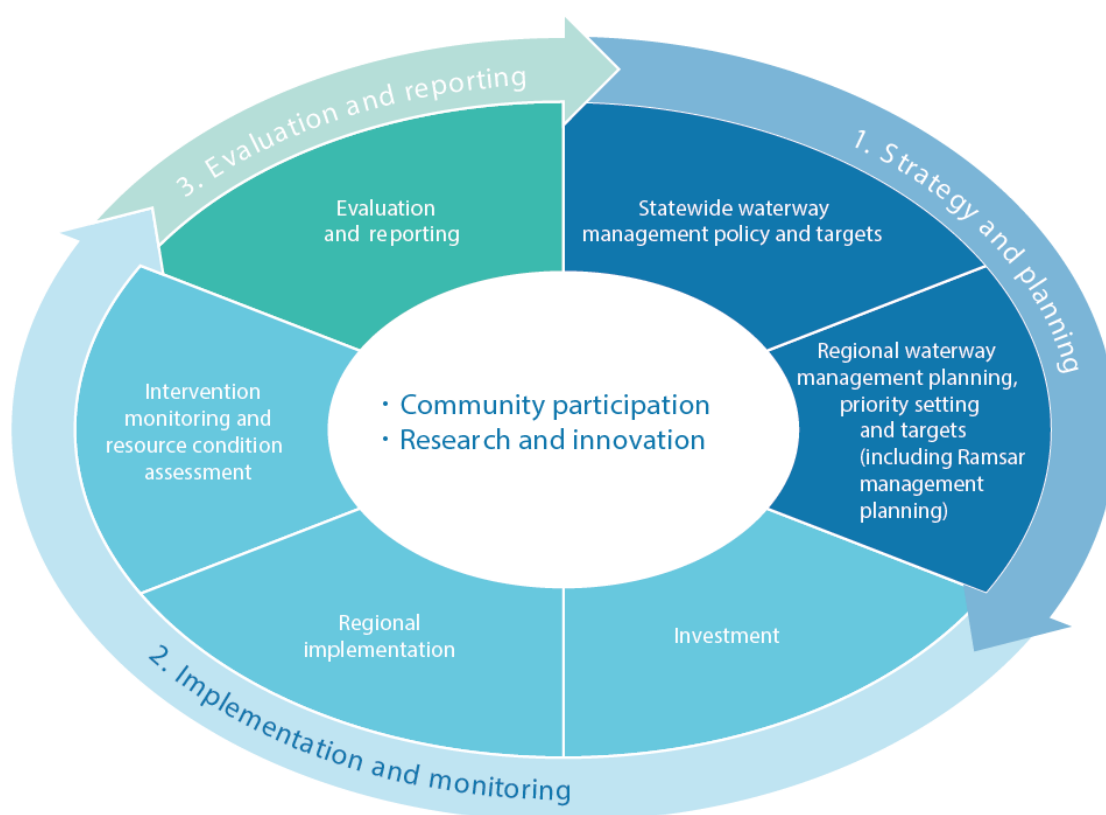 3. Evaluation and reporting
1. Strategy and planning
Evaluation
and reporting
Statewide waterway
management policy and targets
Regional waterway
management planning,
priority setting
and targets
(including Ramsar
management
planning)
Intervention
monitoring and
resource condition
assessment
· Community participation
· Research and innovation
Regional
implementation
Investment
2. Implementation and monitoring